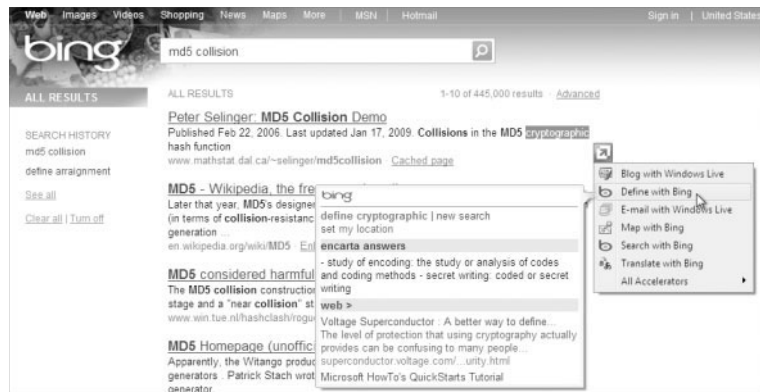 Web Images Videos Shopping News Maps More | MSN | Hotmail
Sign in | United States
bing
md5 collision
ALL RESULTS
SEARCH HISTORY
md5 collision
define arraignment
See all
Clear all | Turn off
ALL RESULTS
1-10 of 445,000 results · Advanced
Peter Selinger: MD5 Collision Demo
Published Feb 22, 2006. Last updated Jan 17, 2009. Collisions in the MD5 cryptographic
hash function
www.mathstat.dal.ca/~selinger/md5collision · Cached page
MD5 - Wikipedia, the fre
Later that year, MD5's designer
(in terms of collision-resistanc
generation ...
en.wikipedia.org/wiki/MD5 ·
MD5 considered harmful
The MD5 collision construction
stage and a "near collision" st
www.win.tue.nl/hashclash/rogu
MD5 Homepage (unoffic
Apparently, the Witango produc
generators . Patrick Stach wrot
generator
bing
define cryptographic | new search
set my location
encarta answers
- study of encoding: the study or analysis of codes
and coding methods - secret writing: coded or secret
writing
web >
Voltage Superconductor : A better way to define...
The level of protection that using cryptography actually
provides can be confusing to many people...
superconductor.voltage.com/...urity.html
Microsoft HowTo's QuickStarts Tutorial
Blog with Windows Live
Define with Bing
E-mail with Windows Live
Map with Bing
Search with Bing
Translate with Bing
All Accelerators